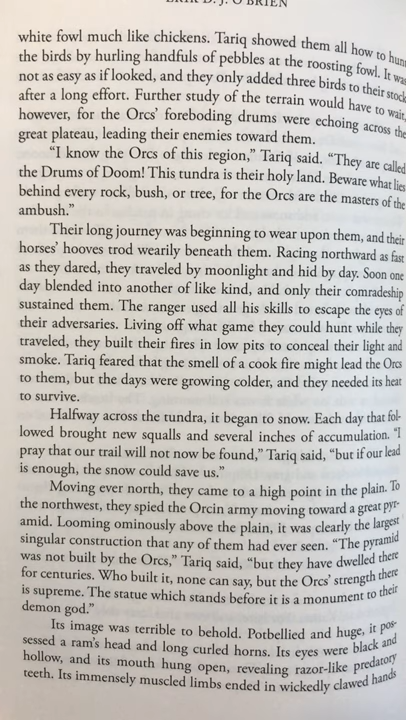 ERIK D. J. O'BRIEN
white fowl much like chickens. Tariq showed them all how to hunt
the birds by hurling handfuls of pebbles at the roosting fowl. It was
not as easy as if looked, and they only added three birds to their stock
after a long effort. Further study of the terrain would have to wait,
however, for the Orcs' foreboding drums were echoing across the
great plateau, leading their enemies toward them.
"I know the Orcs of this region," Tariq said. "They are called
the Drums of Doom! This tundra is their holy land. Beware what lies
behind every rock, bush, or tree, for the Orcs are the masters of the
ambush."
Their long journey was beginning to wear upon them, and their
horses' hooves trod wearily beneath them. Racing northward as fast
as they dared, they traveled by moonlight and hid by day. Soon one
day blended into another of like kind, and only their comradeship
sustained them. The ranger used all his skills to escape the eyes of
their adversaries. Living off what game they could hunt while they
traveled, they built their fires in low pits to conceal their light and
smoke. Tariq feared that the smell of a cook fire might lead the Orcs
to them, but the days were growing colder, and they needed its heat
to survive.
Halfway across the tundra, it began to snow. Each day that fol-
lowed brought new squalls and several inches of accumulation. "I
pray that our trail will not now be found," Tariq said, "but if our lead
is enough, the snow could save us."
Moving ever north, they came to a high point in the plain. To
the northwest, they spied the Orcin army moving toward a great pyr-
amid. Looming ominously above the plain, it was clearly the largest
singular construction that any of them had ever seen. "The pyramid
was not built by the Orcs," Tariq said, "but they have dwelled there
for centuries. Who built it, none can say, but the Orcs' strength there
is supreme. The statue which stands before it is a monument to their
demon god."
Its image was terrible to behold. Potbellied and huge, it pos-
sessed a ram's head and long curled horns. Its eyes were black and
hollow, and its mouth hung open, revealing razor-like predatory
teeth. Its immensely muscled limbs ended in wickedly clawed hands